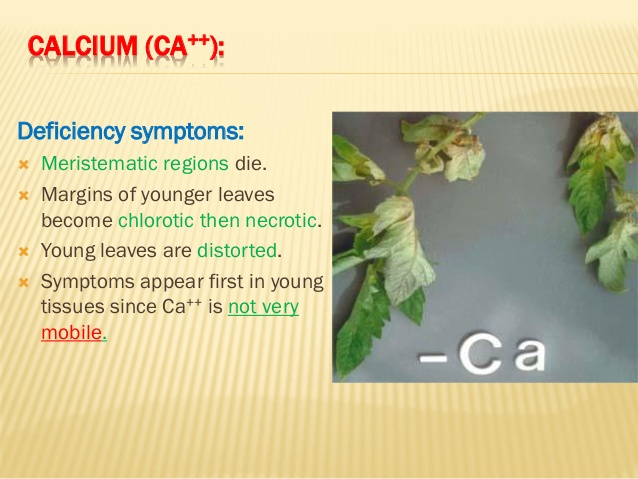 CALCIUM (CA⁺⁺):
Deficiency symptoms:
× Meristematic regions die.
× Margins of younger leaves
become chlorotic then necrotic.
× Young leaves are distorted.
× Symptoms appear first in young
tissues since Ca⁺⁺ is not very
mobile.
– Ca